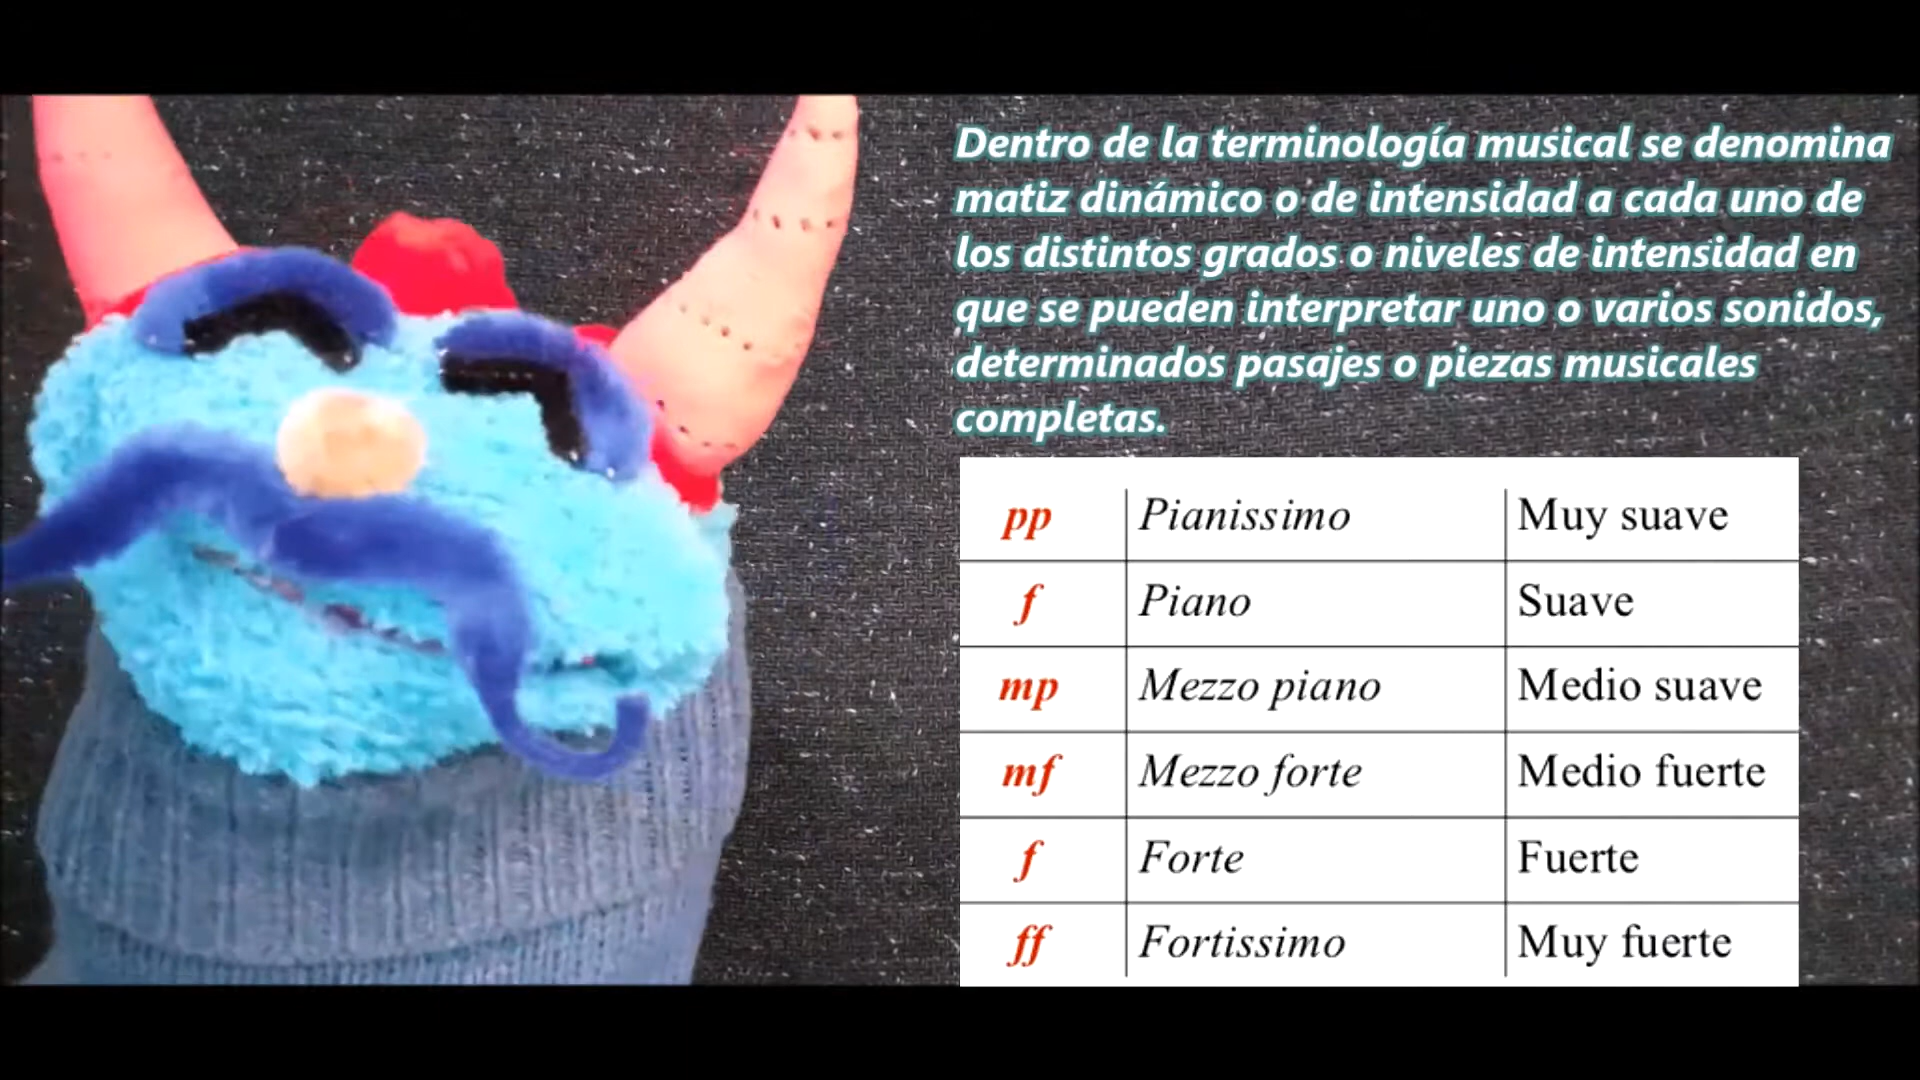 Dentro de la terminología musical se denomina
matiz dinámico o de intensidad a cada uno de
los distintos grados o niveles de intensidad en
que se pueden interpretar uno o varios sonidos,
determinados pasajes o piezas musicales
completas.
pp Pianissimo Muy suave
f Piano Suave
mp Mezzo piano Medio suave
mf Mezzo forte Medio fuerte
f Forte Fuerte
ff Fortissimo Muy fuerte